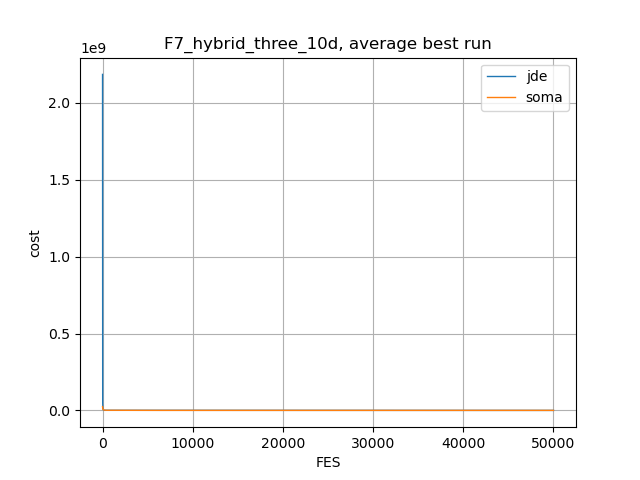 F7_hybrid_three_10d, average best run
1e9
jde
soma
2.0
1.5
1.0
0.5
0.0
cost
0 10000 20000 30000 40000 50000
FES